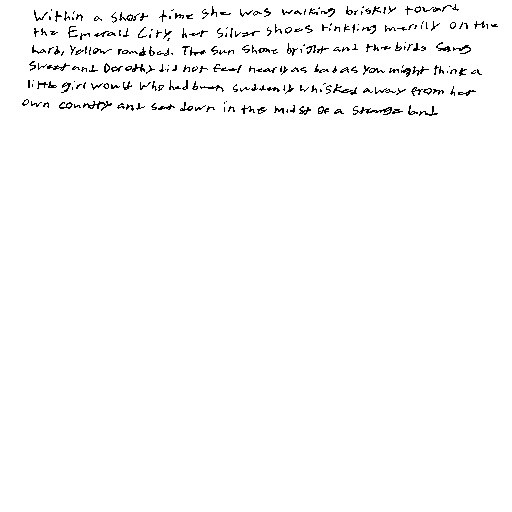 Within a short time she was walking briskly toward
the Emerald City, her Silver Shoes tinkling merrily on the
hard, yellow roadbed. The sun shone bright and the birds sang
sweet and Dorothy did not feel nearly as bad as you might think a
little girl would who had been suddenly whisked away from her
own country and set down in the midst of a strange land